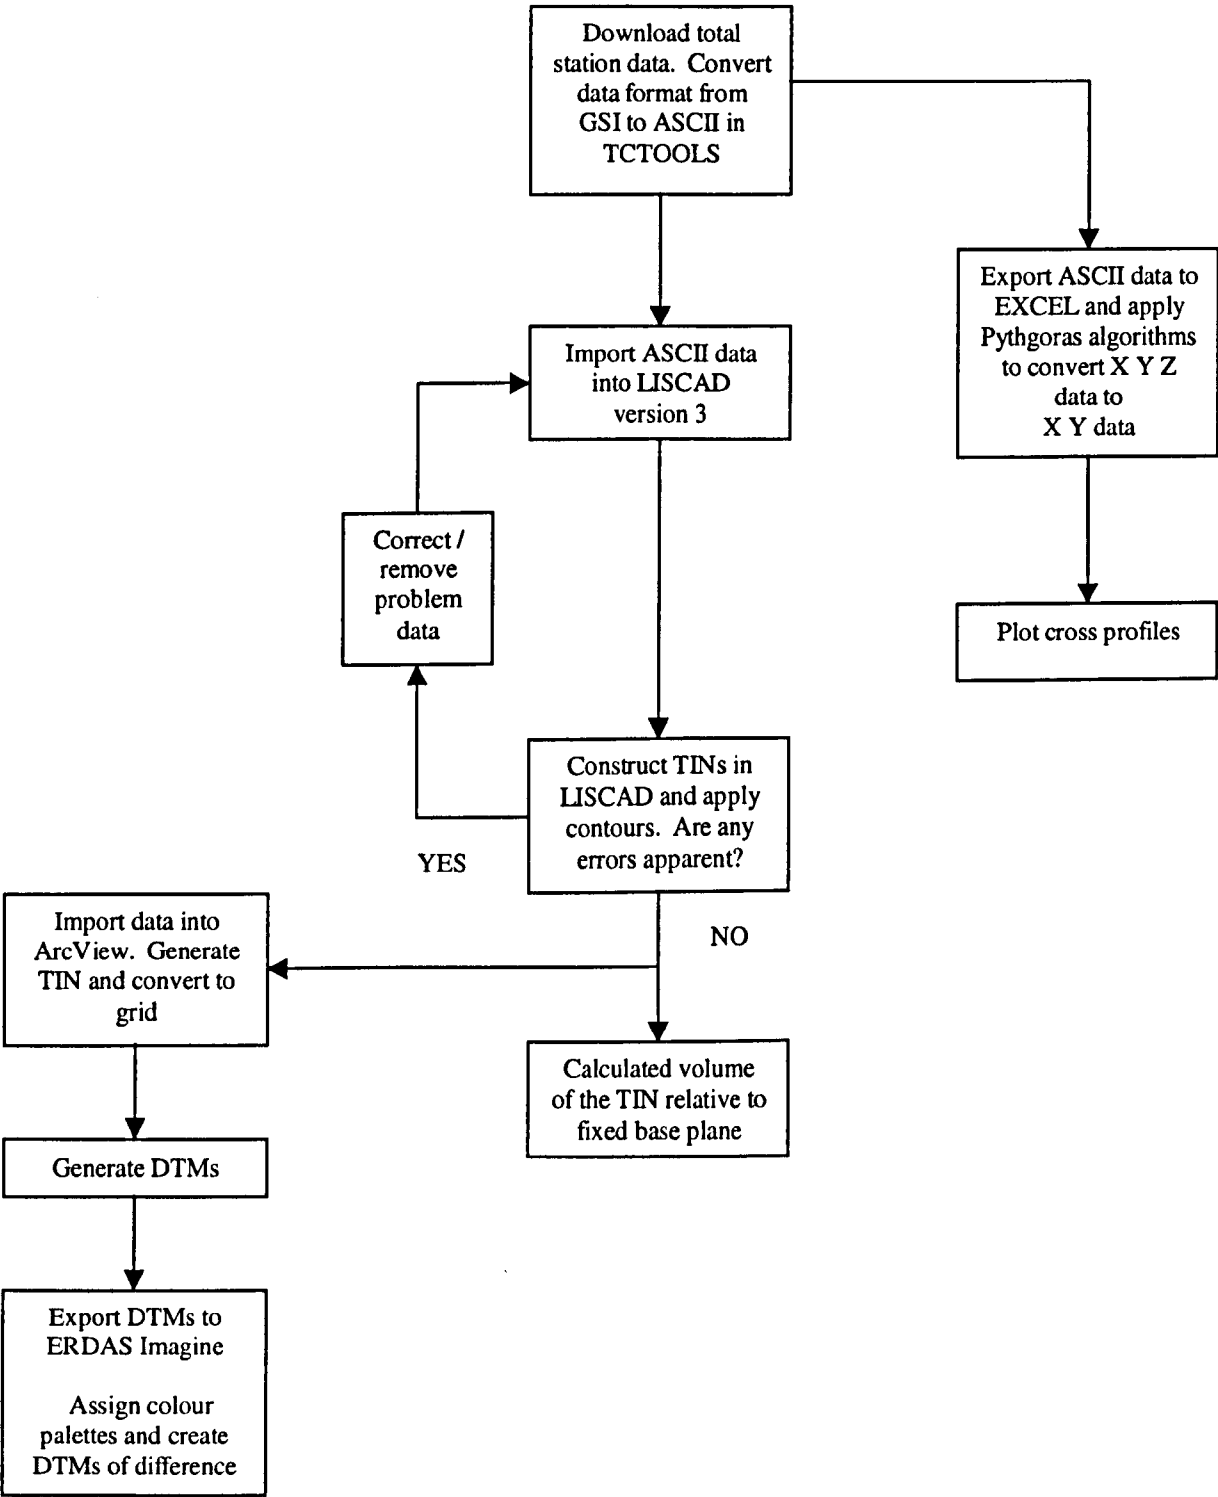 Download total
station data. Convert
data format from
GSI to ASCII in
TCTOOLS
Export ASCII data to
EXCEL and apply
Pythgoras algorithms
to convert X Y Z
data to
X Y data
Import ASCII data
into LISCAD
version 3
Correct /
remove
problem
data
Plot cross profiles
Construct TINs in
LISCAD and apply
contours. Are any
errors apparent?
YES
NO
Import data into
ArcView. Generate
TIN and convert to
grid
Calculated volume
of the TIN relative to
fixed base plane
Generate DTMs
Export DTMs to
ERDAS Imagine
Assign colour
palettes and create
DTMs of difference